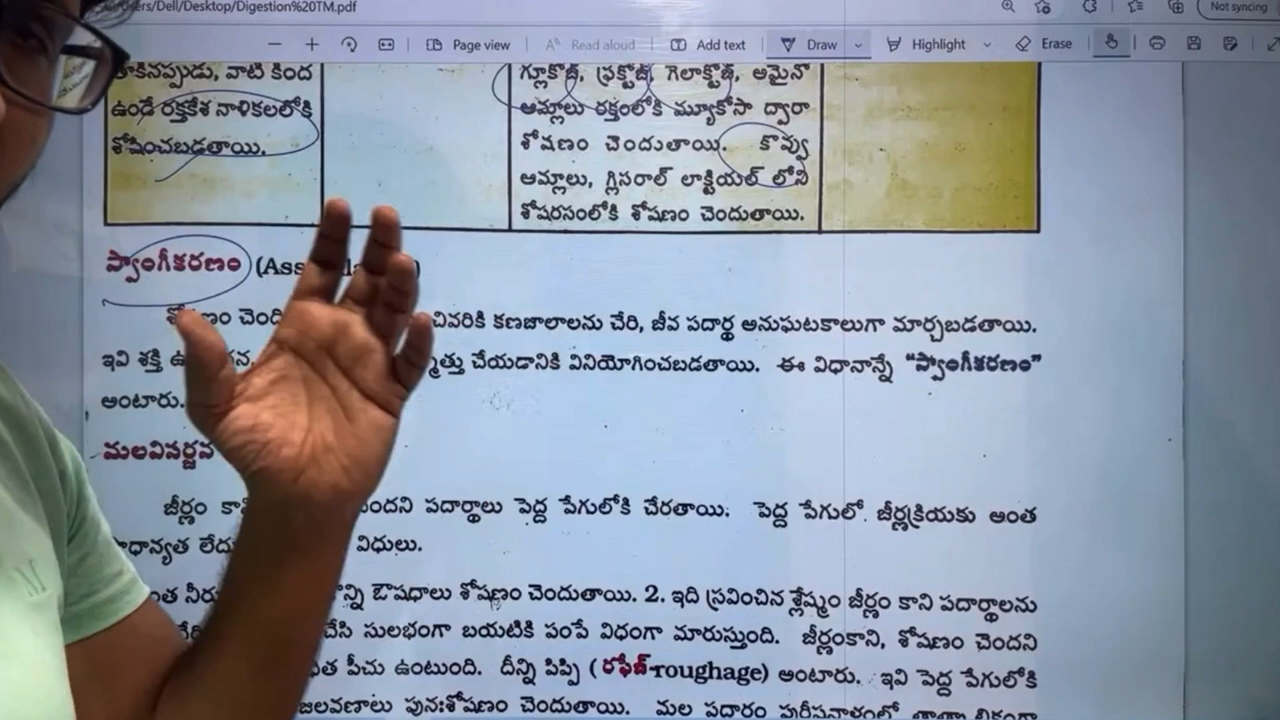 Users/Dell/Desktop/Digestion%20TM.pdf
Not syncing
Page view
Read aloud
Add text
Draw
Highlight
Erase
తాకినప్పుడు, వాటి కింద
ఉండే రక్తకేశ నాళికలలోకి
శోషించబడతాయి.
గ్లూకోజ్, ఫ్రక్టోజ్, గెలాక్టోజ్, అమైనో
ఆమ్లాలు రక్తంలోకి మ్యూకోసా ద్వారా
శోషణం చెందుతాయి. కొవ్వు
ఆమ్లాలు, గ్లిసరాల్ లాక్టియల్ లోని
శోషరసంలోకి శోషణం చెందుతాయి.
స్వాంగీకరణం (Ass
చివరికి కణజాలాలను చేరి, జీవ పదార్థ అనుఘటకాలుగా మార్చబడతాయి.
ఇవి శక్తి చేయడానికి వినియోగించబడతాయి. ఈ విధానాన్నే “స్వాంగీకరణం”
అంటారు.
మలవిసర్జన
జీర్ణం పదార్థాలు పెద్ద పేగులోకి చేరతాయి. పెద్ద పేగులో జీర్ణక్రియకు అంత
లేదు విధులు.
ఔషధాలు శోషణం చెందుతాయి. 2. ఇది స్రవించిన శ్లేష్మం జీర్ణం కాని పదార్థాలను
చేసి సులభంగా బయటికి పంపే విధంగా మారుస్తుంది. జీర్ణంకాని, శోషణం చెందని
పీచు ఉంటుంది. దీన్ని పిప్పి (రఫేజ్-roughage) అంటారు. ఇవి పెద్ద పేగులోకి
జలవణాలు పునఃశోషణం చెందుతాయి. మల పదార్థం పురీషనాళంలో